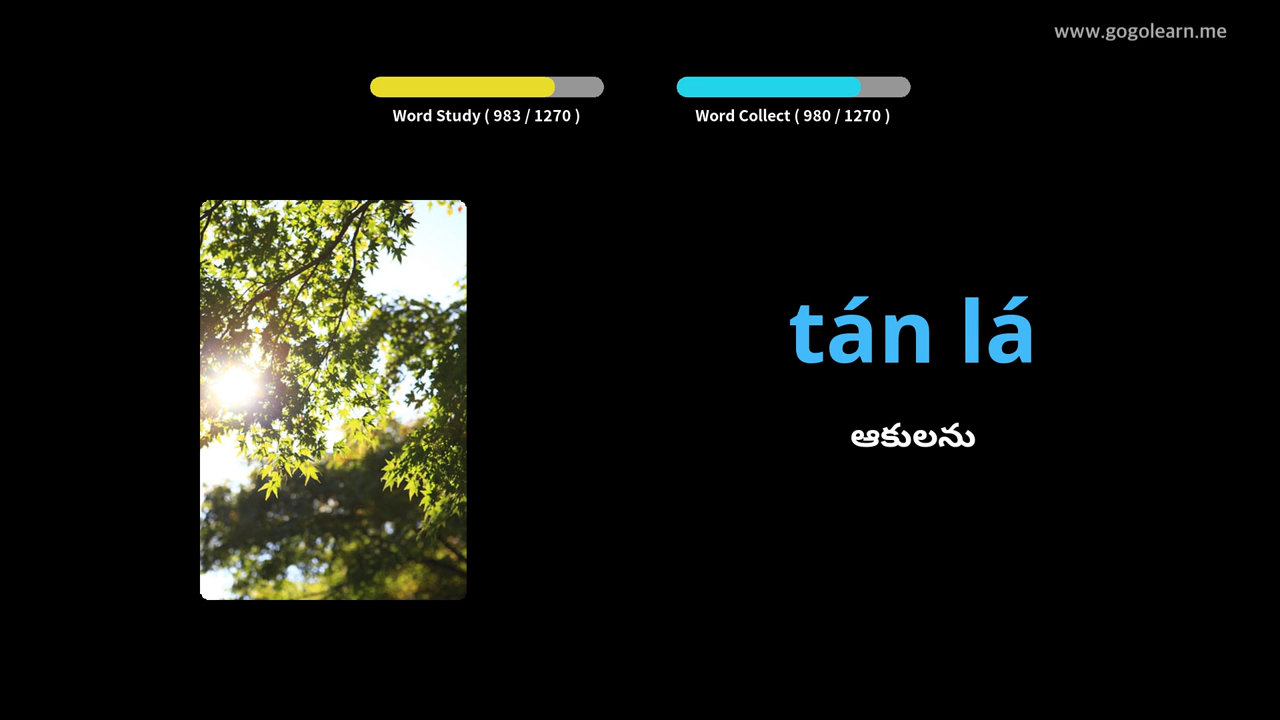 www.gogolearn.me
Word Study ( 983 / 1270 )
Word Collect ( 980 / 1270 )
tán lá
ఆకులను